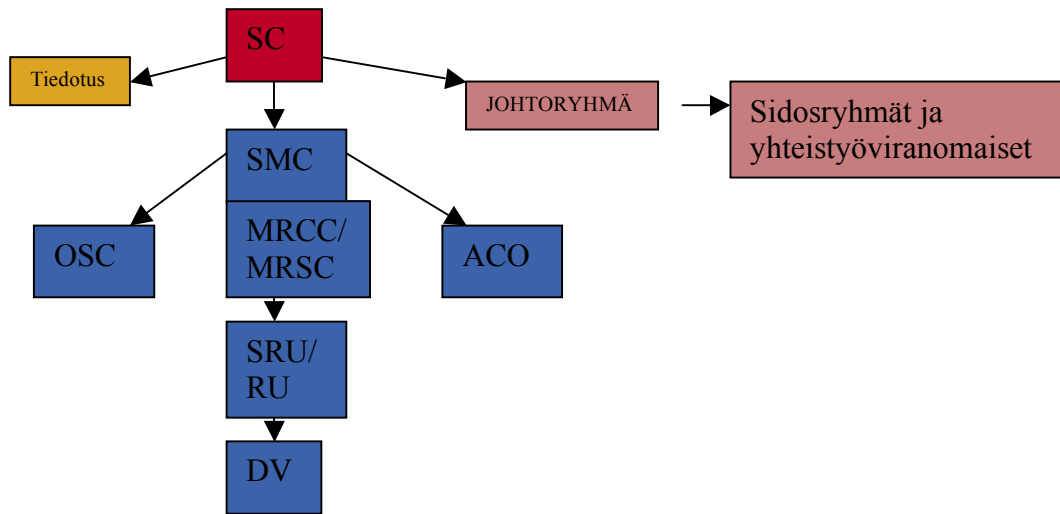 SC
Tiedotus
JOHTORYHMÄ
Sidosryhmät ja
yhteistyöviranomaiset
SMC
OSC
MRCC/
MRSC
ACO
SRU/
RU
DV